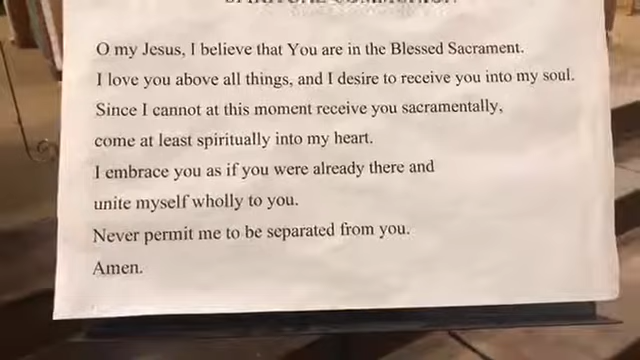 O my Jesus, I believe that You are in the Blessed Sacrament.
I love you above all things, and I desire to receive you into my soul.
Since I cannot at this moment receive you sacramentally,
come at least spiritually into my heart.
I embrace you as if you were already there and
unite myself wholly to you.
Never permit me to be separated from you.
Amen.